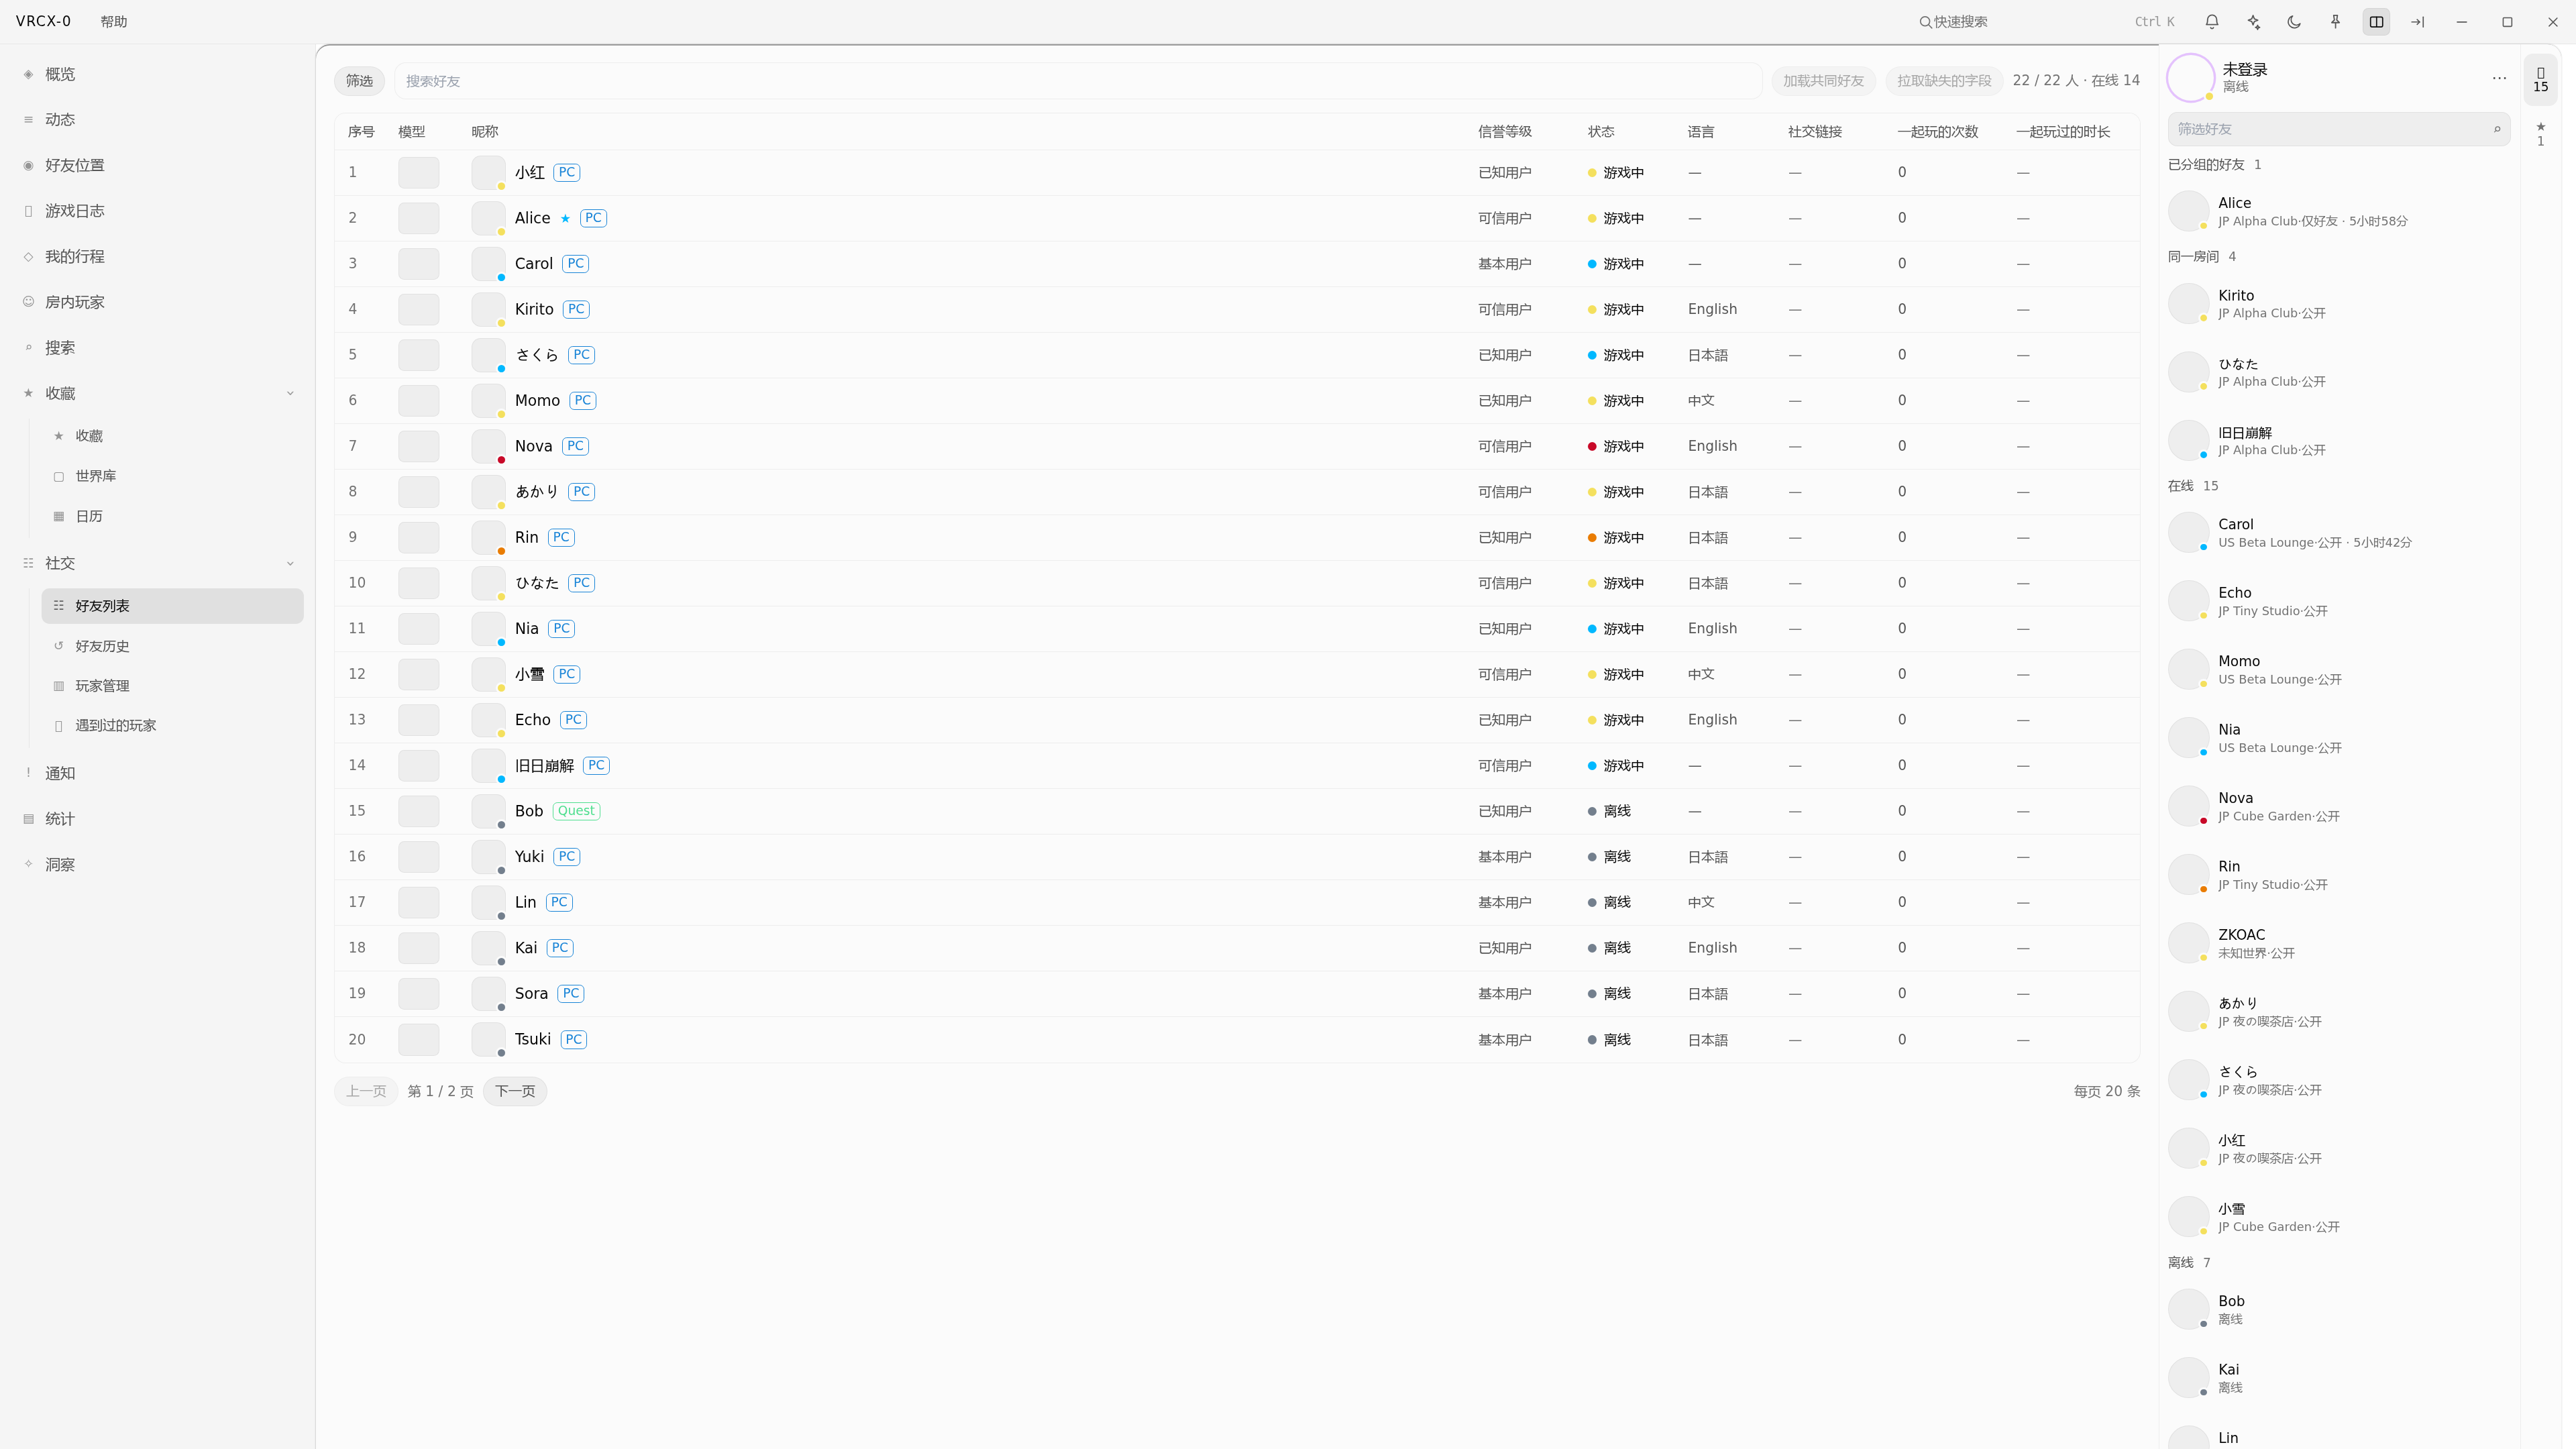 VRCX-0 帮助 快速搜索 Ctrl K
概览
动态
好友位置
游戏日志
我的行程
房内玩家
搜索
收藏
收藏
世界库
日历
社交
好友列表
好友历史
玩家管理
遇到过的玩家
通知
统计
洞察
筛选 搜索好友 加载共同好友 拉取缺失的字段 22 / 22 人 · 在线 14
序号 模型 昵称 信誉等级 状态 语言 社交链接 一起玩的次数 一起玩过的时长
1 小红 PC 已知用户 游戏中 — — 0 —
2 Alice ★ PC 可信用户 游戏中 — — 0 —
3 Carol PC 基本用户 游戏中 — — 0 —
4 Kirito PC 可信用户 游戏中 English — 0 —
5 さくら PC 已知用户 游戏中 日本語 — 0 —
6 Momo PC 已知用户 游戏中 中文 — 0 —
7 Nova PC 可信用户 游戏中 English — 0 —
8 あかり PC 可信用户 游戏中 日本語 — 0 —
9 Rin PC 已知用户 游戏中 日本語 — 0 —
10 ひなた PC 可信用户 游戏中 日本語 — 0 —
11 Nia PC 已知用户 游戏中 English — 0 —
12 小雪 PC 可信用户 游戏中 中文 — 0 —
13 Echo PC 已知用户 游戏中 English — 0 —
14 旧日崩解 PC 可信用户 游戏中 — — 0 —
15 Bob Quest 已知用户 离线 — — 0 —
16 Yuki PC 基本用户 离线 日本語 — 0 —
17 Lin PC 基本用户 离线 中文 — 0 —
18 Kai PC 已知用户 离线 English — 0 —
19 Sora PC 基本用户 离线 日本語 — 0 —
20 Tsuki PC 基本用户 离线 日本語 — 0 —
上一页 第 1 / 2 页 下一页 每页 20 条
未登录
离线
筛选好友
已分组的好友 1
Alice
JP Alpha Club·仅好友 · 5小时58分
同一房间 4
Kirito
JP Alpha Club·公开
ひなた
JP Alpha Club·公开
旧日崩解
JP Alpha Club·公开
在线 15
Carol
US Beta Lounge·公开 · 5小时42分
Echo
JP Tiny Studio·公开
Momo
US Beta Lounge·公开
Nia
US Beta Lounge·公开
Nova
JP Cube Garden·公开
Rin
JP Tiny Studio·公开
ZKOAC
未知世界·公开
あかり
JP 夜の喫茶店·公开
さくら
JP 夜の喫茶店·公开
小红
JP 夜の喫茶店·公开
小雪
JP Cube Garden·公开
离线 7
Bob
离线
Kai
离线
Lin
15
★
1